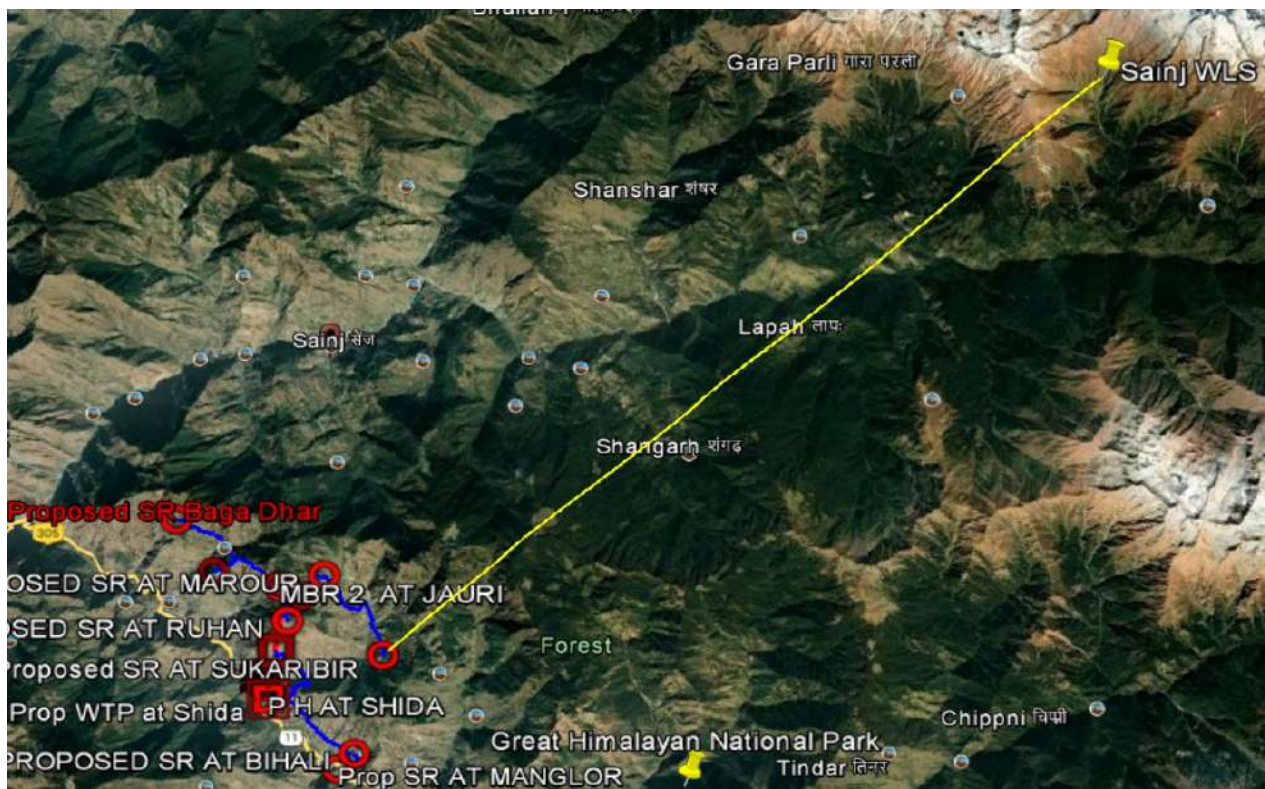 Gara Parli गारा परली
Sainj WLS
Shanshar शंषर
Lapah लापः
Sainj सेंज
Shangarh शंगढ़
Proposed SR Baga Dhar
305
OSED SR AT MAROUR
MBR 2 AT JAURI
OSED SR AT RUHAN
Proposed SR AT SUKARIBIR
Forest
Prop WTP at Shida
P H AT SHIDA
Chippni चिप्नी
11
PROPOSED SR AT BIHALI
Great Himalayan National Park
Prop SR AT MANGLOR
Tindar तिनर